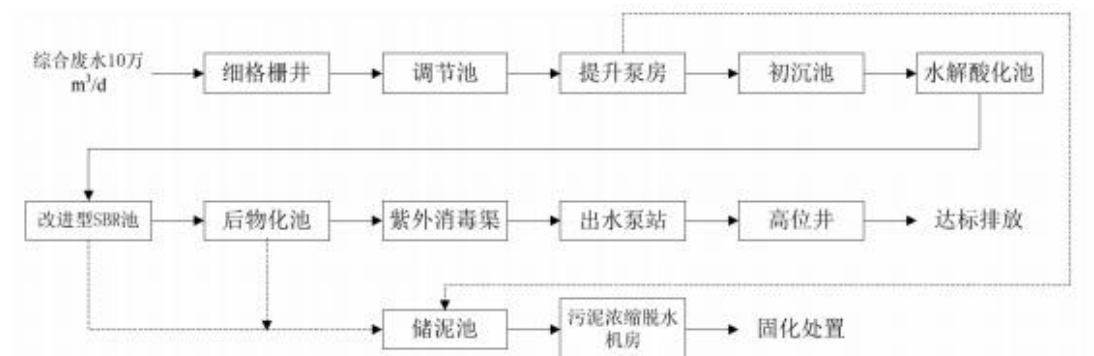 综合废水10万
m³/d
细格栅井
调节池
提升泵房
初沉池
水解酸化池
改进型SBR池
后物化池
紫外消毒渠
出水泵站
高位井
达标排放
储泥池
污泥浓缩脱水
机房
固化处置